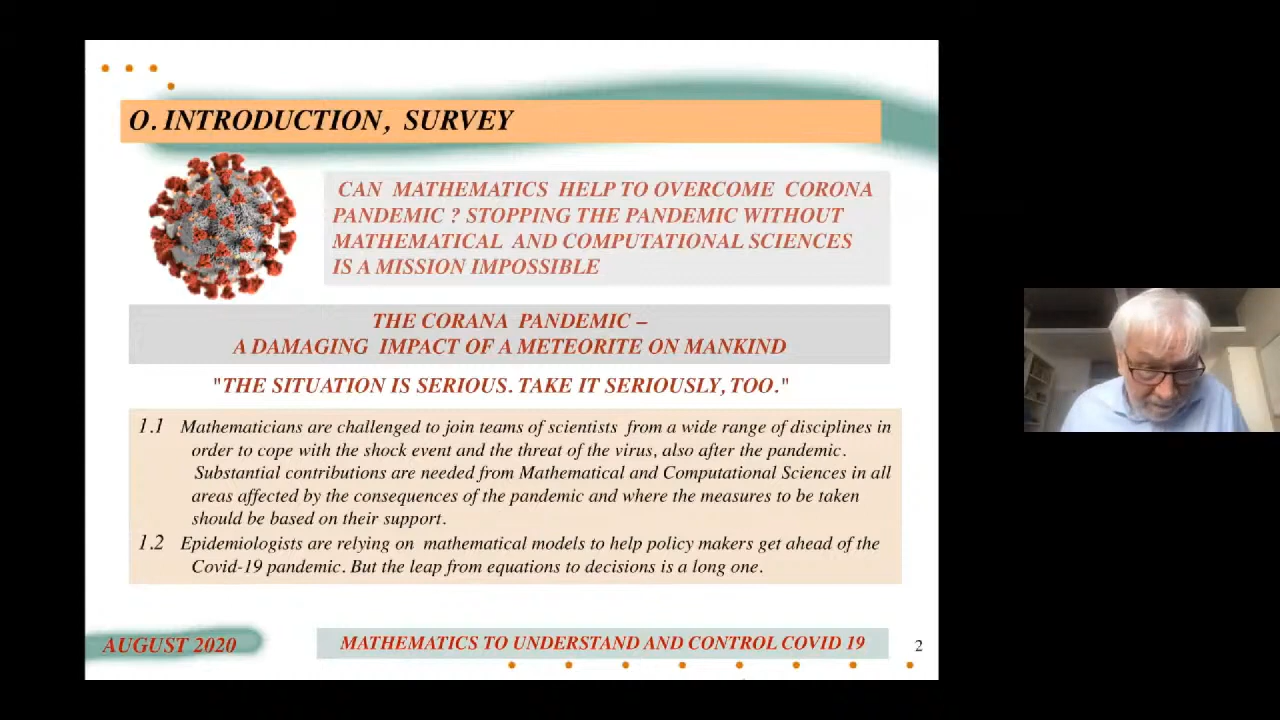 O. INTRODUCTION, SURVEY
CAN MATHEMATICS HELP TO OVERCOME CORONA
PANDEMIC ? STOPPING THE PANDEMIC WITHOUT
MATHEMATICAL AND COMPUTATIONAL SCIENCES
IS A MISSION IMPOSSIBLE
THE CORANA PANDEMIC –
A DAMAGING IMPACT OF A METEORITE ON MANKIND
"THE SITUATION IS SERIOUS. TAKE IT SERIOUSLY, TOO."
1.1 Mathematicians are challenged to join teams of scientists from a wide range of disciplines in
order to cope with the shock event and the threat of the virus, also after the pandemic.
Substantial contributions are needed from Mathematical and Computational Sciences in all
areas affected by the consequences of the pandemic and where the measures to be taken
should be based on their support.
1.2 Epidemiologists are relying on mathematical models to help policy makers get ahead of the
Covid-19 pandemic. But the leap from equations to decisions is a long one.
AUGUST 2020
MATHEMATICS TO UNDERSTAND AND CONTROL COVID 19
2